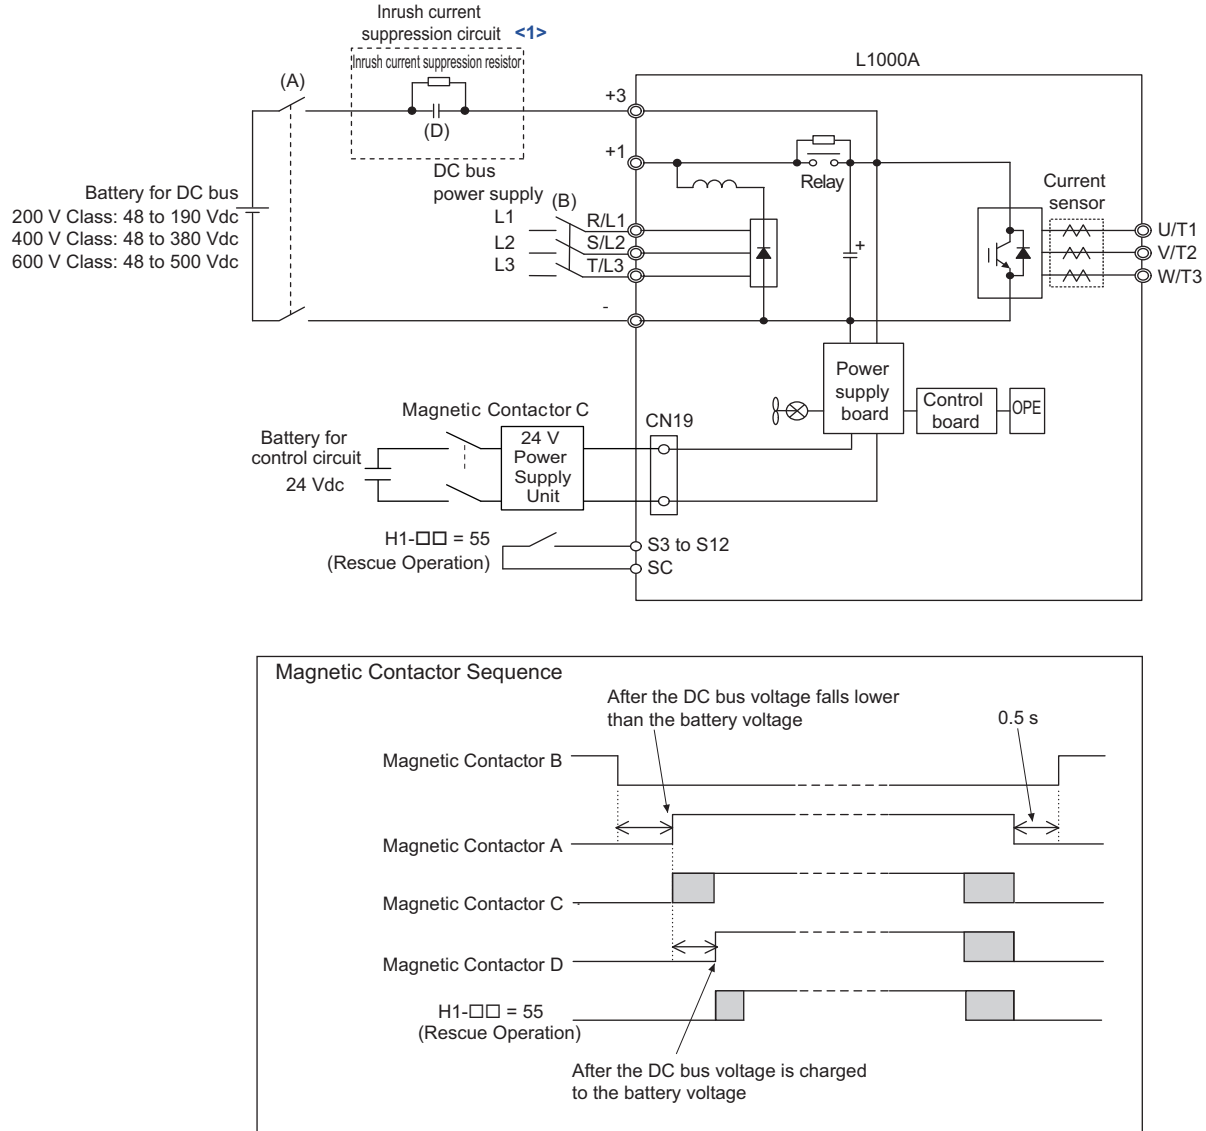 Inrush current
suppression circuit <1>
Inrush current suppression resistor
L1000A
(A)
(D)
+3
+1
DC bus
power supply
Relay
Current
sensor
Battery for DC bus
200 V Class: 48 to 190 Vdc
400 V Class: 48 to 380 Vdc
600 V Class: 48 to 500 Vdc
(B)
L1
L2
L3
R/L1
S/L2
T/L3
+
U/T1
V/T2
W/T3
-
Power
supply
board
Control
board
OPE
Magnetic Contactor C
CN19
Battery for
control circuit
24 Vdc
24 V
Power
Supply
Unit
H1-□□ = 55
(Rescue Operation)
S3 to S12
SC
Magnetic Contactor Sequence
After the DC bus voltage falls lower
than the battery voltage
0.5 s
Magnetic Contactor B
Magnetic Contactor A
Magnetic Contactor C
Magnetic Contactor D
H1-□□ = 55
(Rescue Operation)
After the DC bus voltage is charged
to the battery voltage